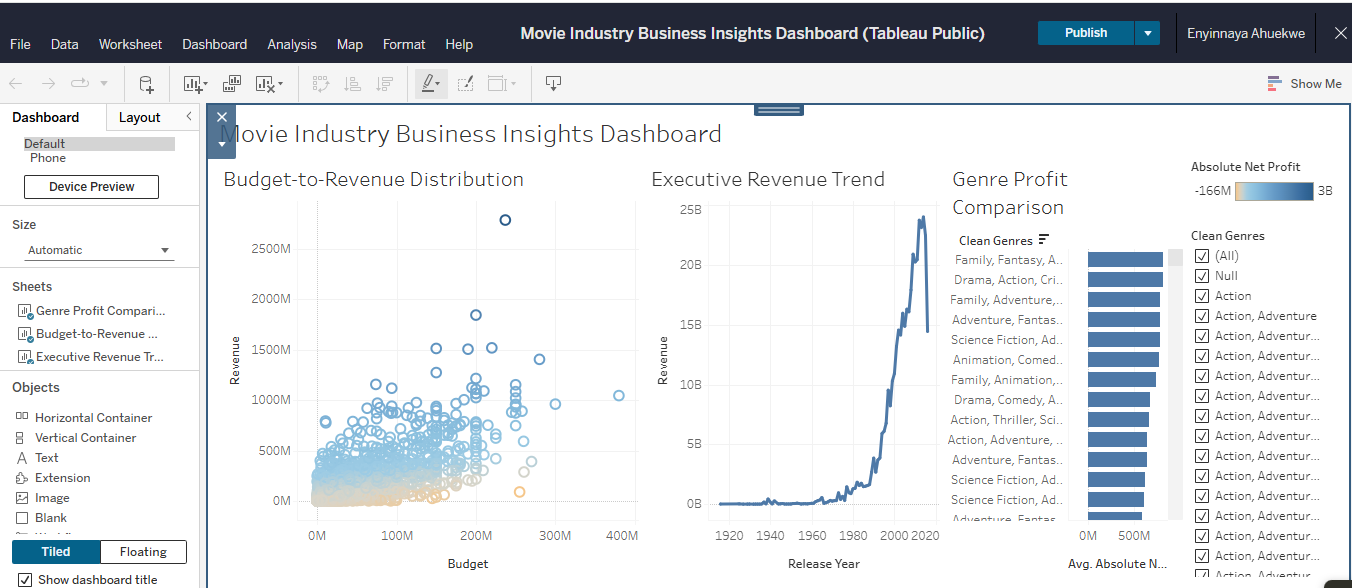 Movie Industry Business Insights Dashboard (Tableau Public)
Publish
Enyinnaya Ahuekwe
File Data Worksheet Dashboard Analysis Map Format Help
Show Me
Dashboard
Layout
Default
Phone
Device Preview
Size
Automatic
Sheets
Genre Profit Compari...
Budget-to-Revenue ...
Executive Revenue Tr...
Objects
Horizontal Container
Vertical Container
Text
Extension
Image
Blank
Tiled
Floating
Show dashboard title
Movie Industry Business Insights Dashboard
Budget-to-Revenue Distribution
Revenue
2500M
2000M
1500M
1000M
500M
0M
0M 100M 200M 300M 400M
Budget
Executive Revenue Trend
Revenue
25B
20B
15B
10B
5B
0B
1920 1940 1960 1980 2000 2020
Release Year
Genre Profit
Comparison
Clean Genres
Family, Fantasy, A..
Drama, Action, Cri..
Family, Adventure,..
Adventure, Fantas..
Science Fiction, Ad..
Animation, Comed..
Family, Animation,..
Drama, Comedy, A..
Action, Thriller, Sci..
Action, Adventure, ..
Adventure, Fantas..
Science Fiction, Ad..
Science Fiction, Ad..
Adventure, Fantas..
0M 500M
Avg. Absolute N...
Absolute Net Profit
-166M 3B
Clean Genres
(All)
Null
Action
Action, Adventure
Action, Adventur...
Action, Adventur...
Action, Adventur...
Action, Adventur...
Action, Adventur...
Action, Adventur...
Action, Adventur...
Action, Adventur...
Action, Adventur...
Action, Adventur...
Action, Adventur...
Action, Adventur...
Action, Adventur...